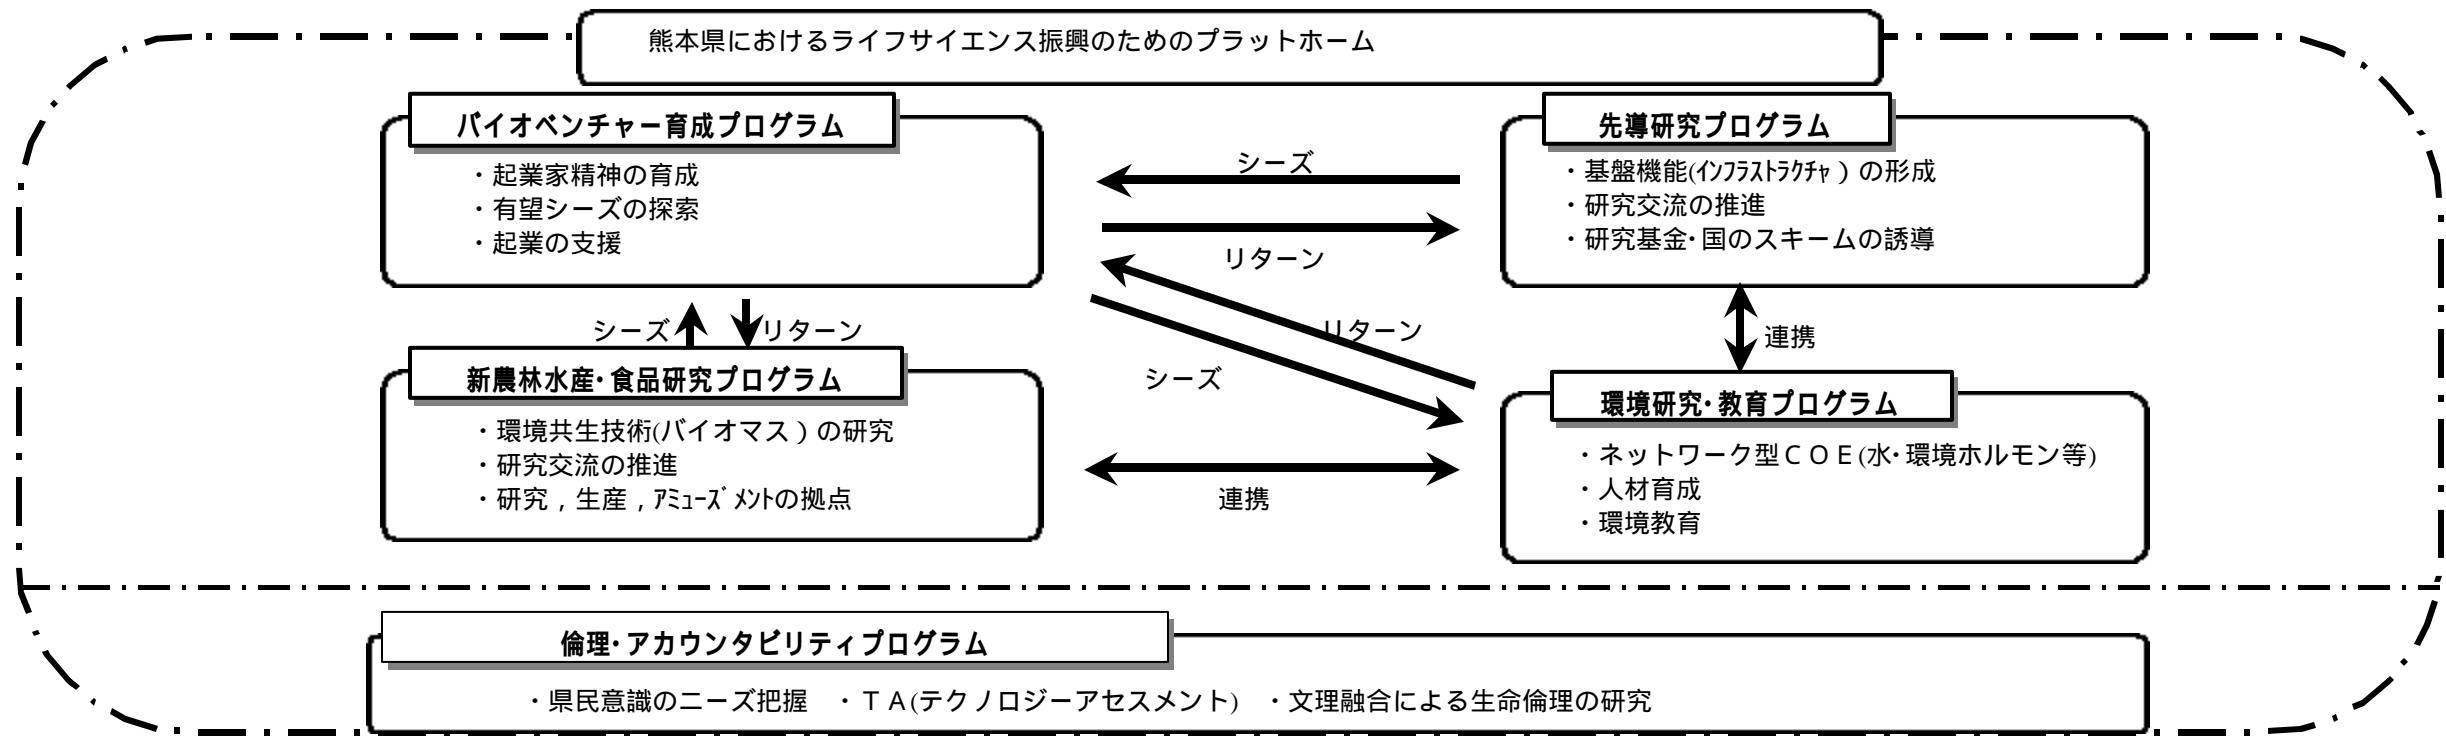 熊本県におけるライフサイエンス振興のためのプラットホーム
バイオベンチャー育成プログラム
・起業家精神の育成
・有望シーズの探索
・起業の支援
シーズ
リターン
先導研究プログラム
・基盤機能(ｲﾝﾌﾗｽﾄﾗｸﾁｬ）の形成
・研究交流の推進
・研究基金･国のスキームの誘導
シーズ
リターン
リターン
シーズ
連携
新農林水産･食品研究プログラム
・環境共生技術(バイオマス）の研究
・研究交流の推進
・研究，生産，ｱﾐｭｰｽﾞﾒﾝﾄの拠点
連携
環境研究･教育プログラム
・ネットワーク型ＣＯＥ(水･環境ホルモン等)
・人材育成
・環境教育
倫理･アカウンタビリティプログラム
・県民意識のニーズ把握　・ＴＡ(テクノロジーアセスメント)　・文理融合による生命倫理の研究